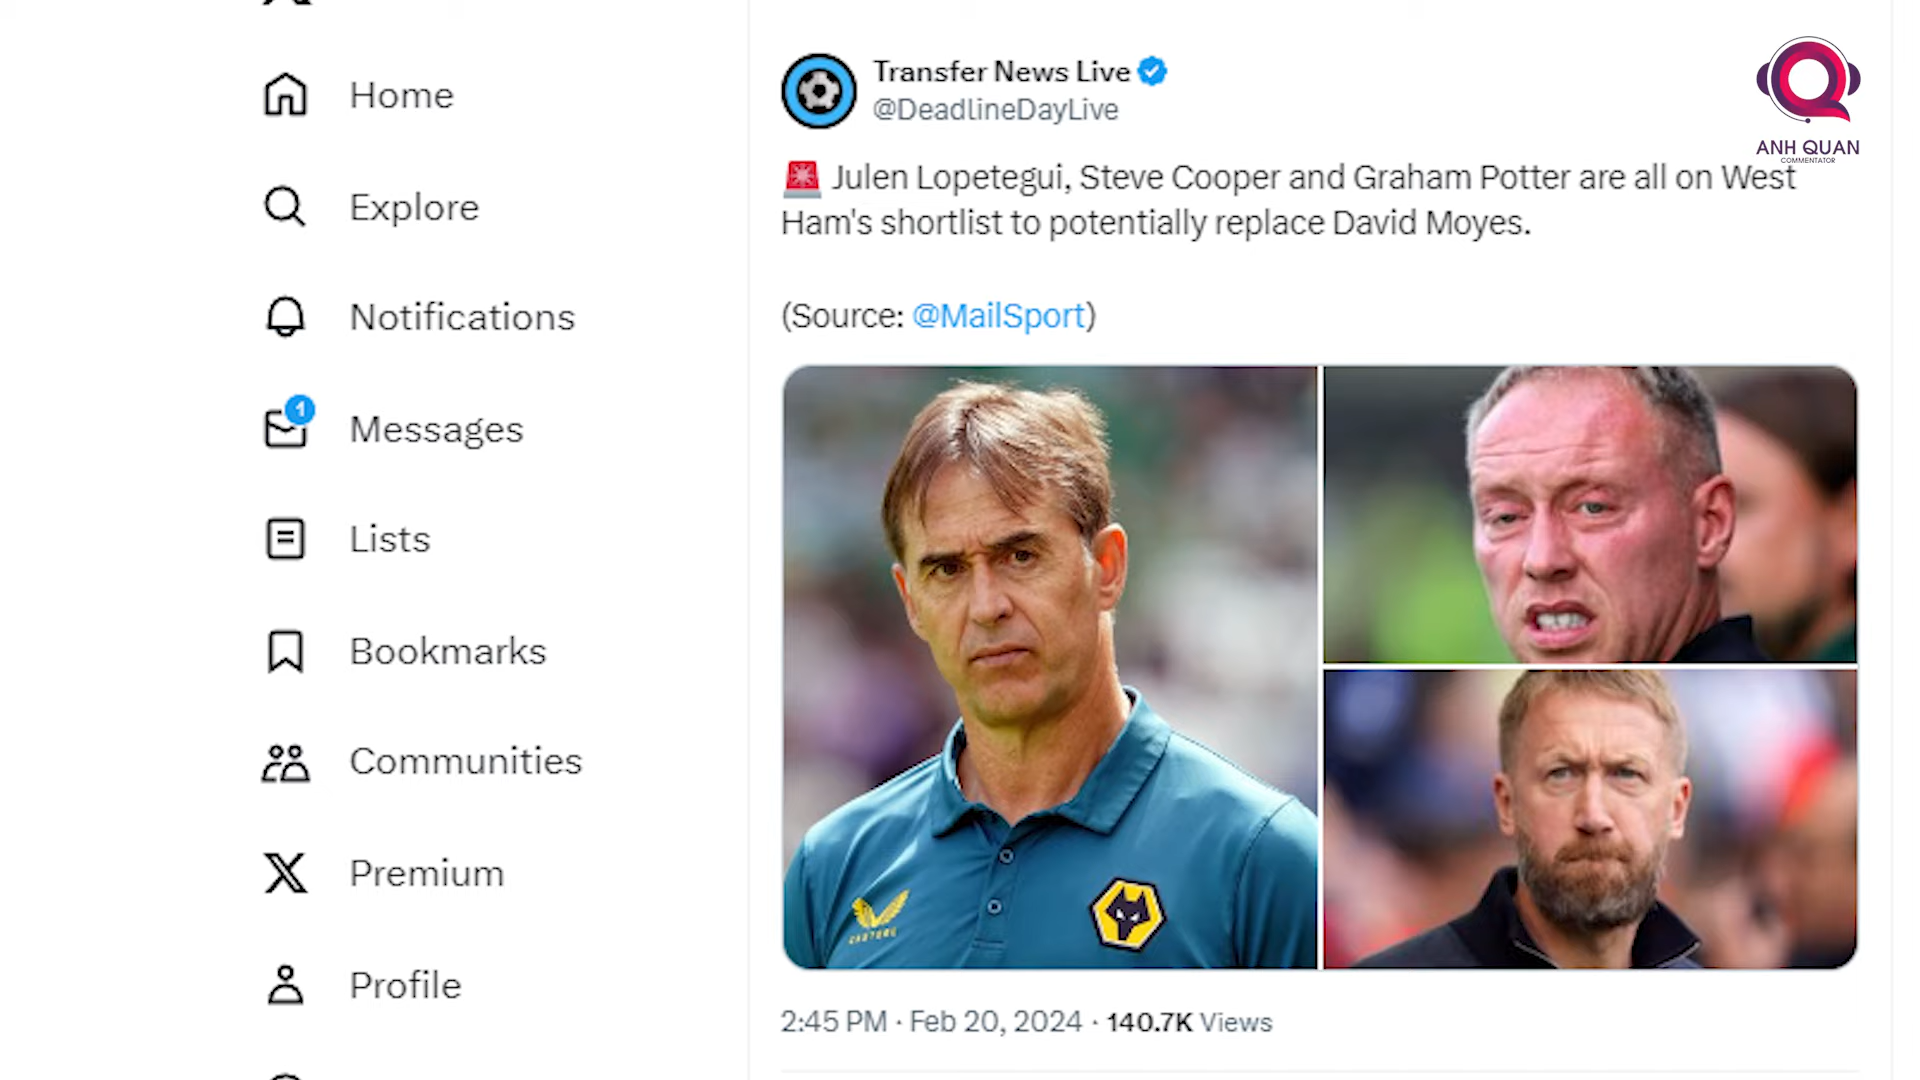 Home
Explore
Notifications
1
Messages
Lists
Bookmarks
Communities
Premium
Profile
Transfer News Live
@DeadlineDayLive
ANH QUAN
COMMENTATOR
🚨 Julen Lopetegui, Steve Cooper and Graham Potter are all on West
Ham's shortlist to potentially replace David Moyes.
(Source: @MailSport)
CASTORE
2:45 PM · Feb 20, 2024 · 140.7K Views